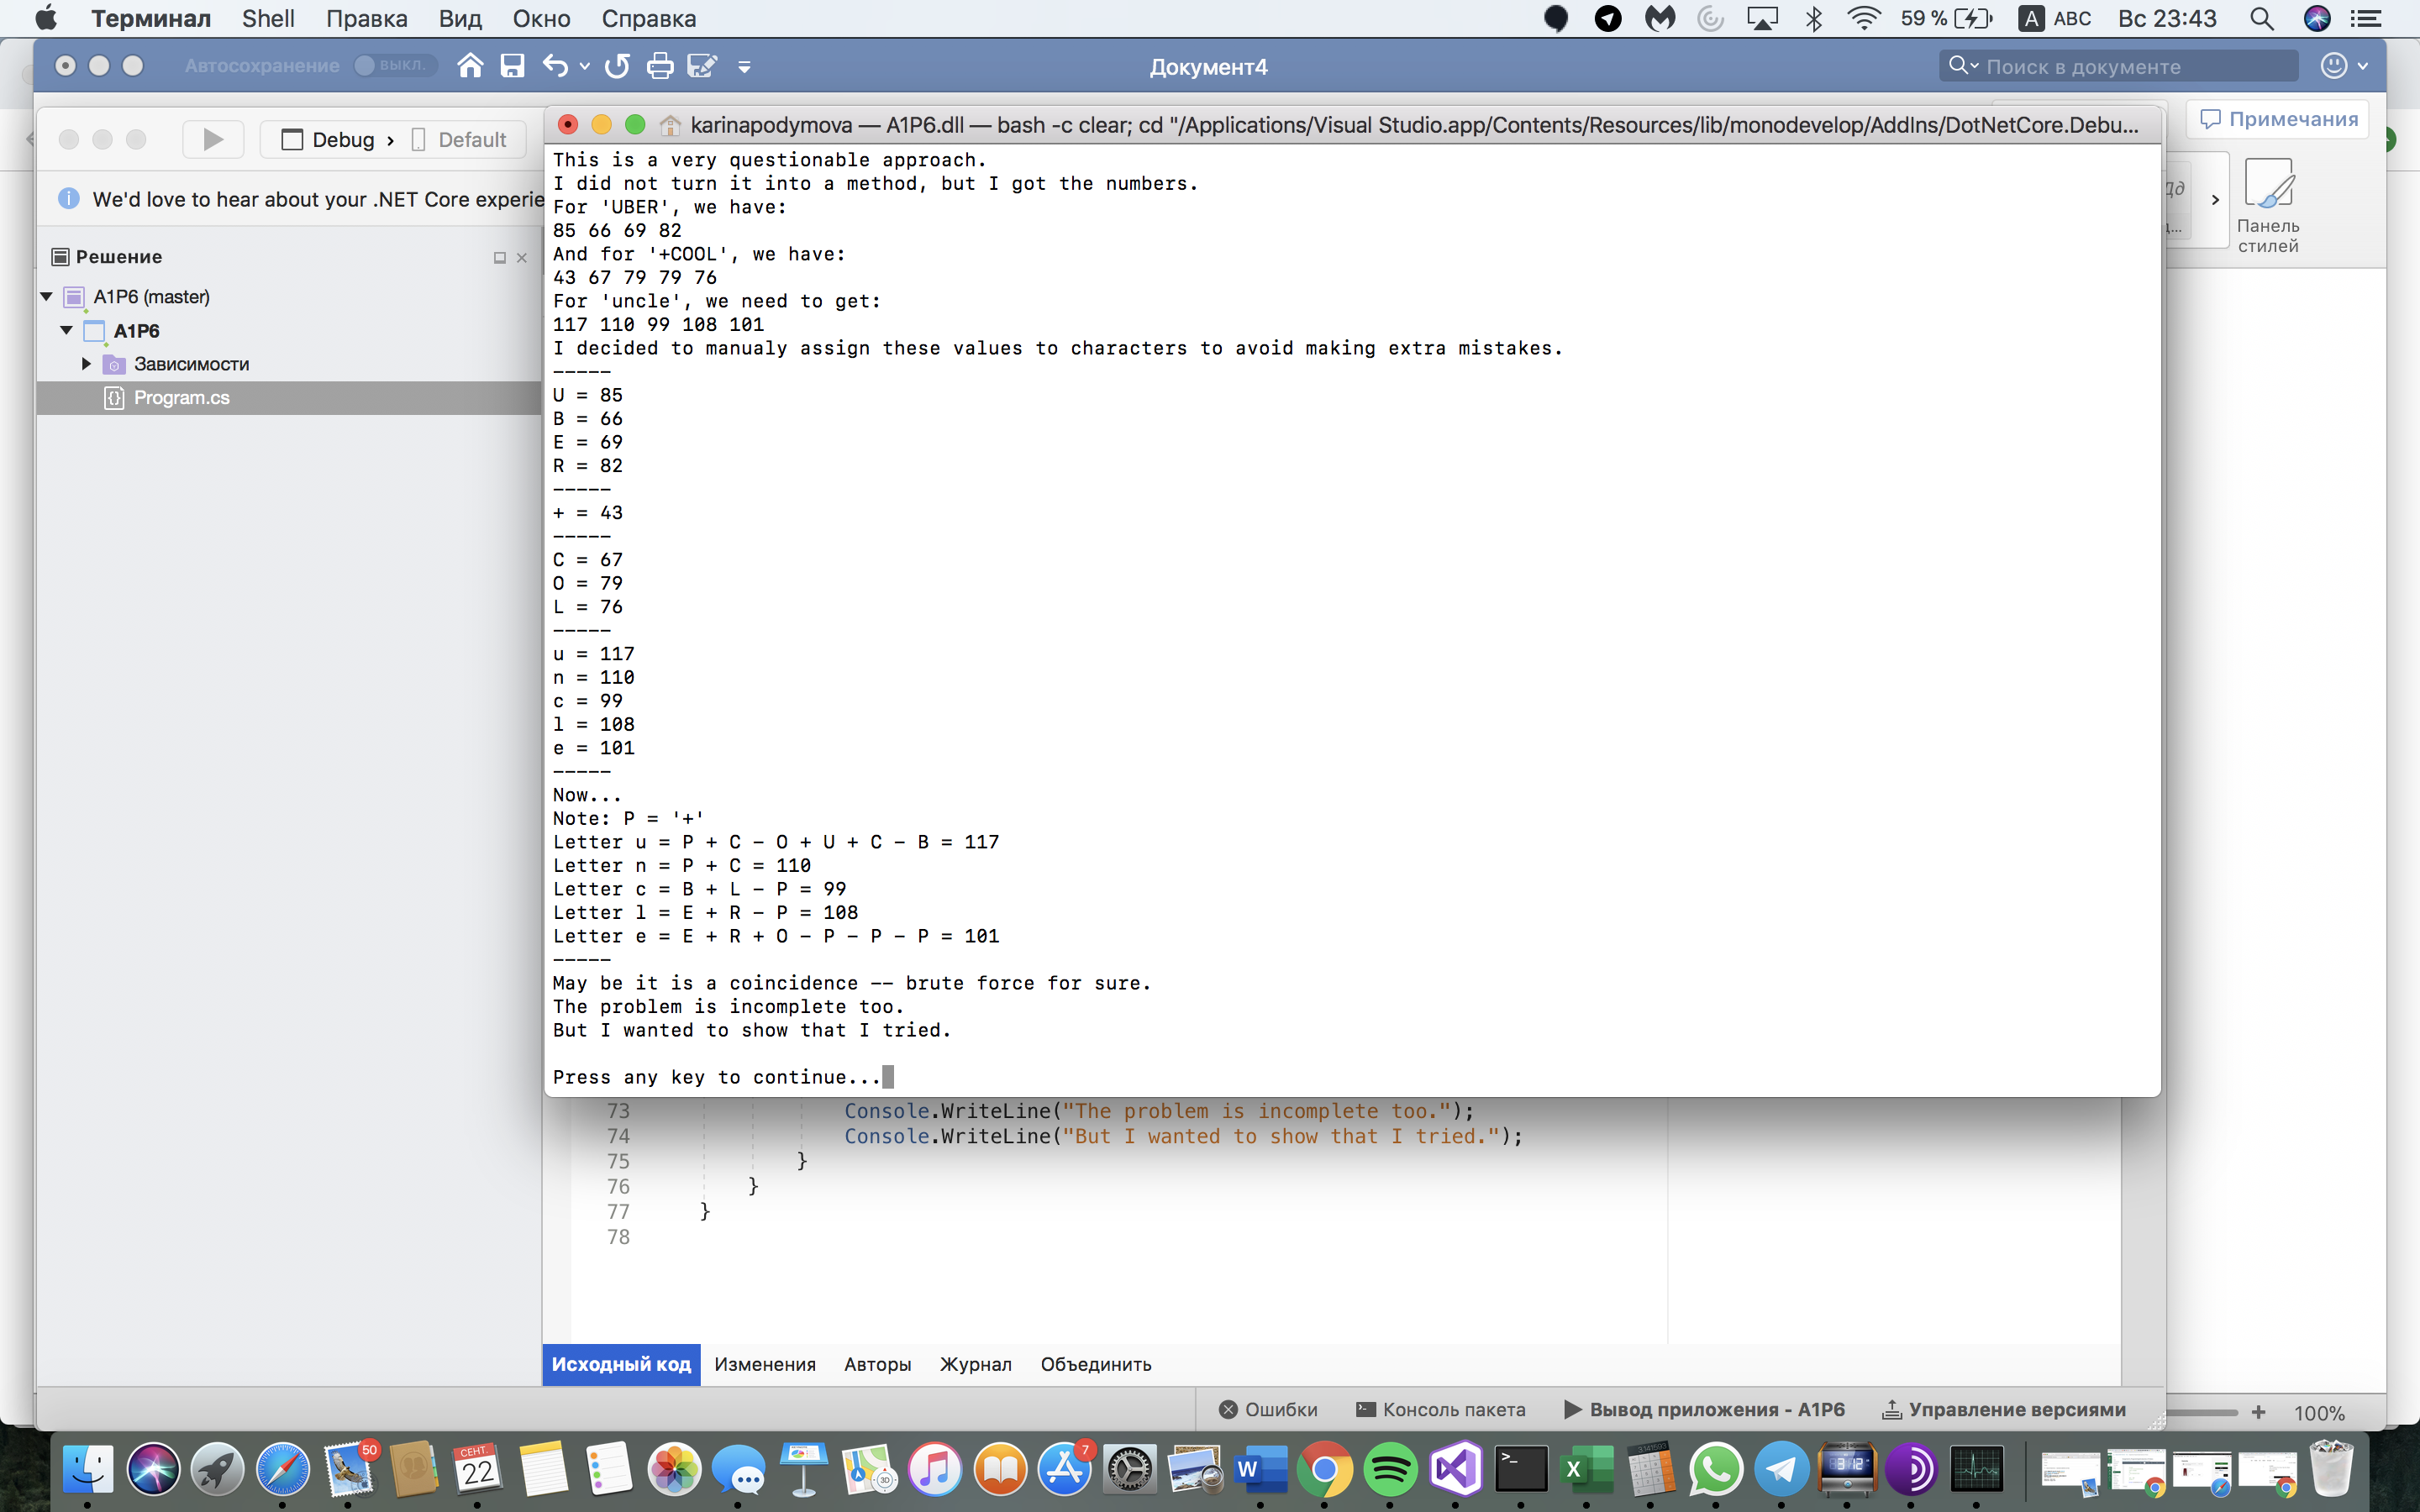 Терминал Shell Правка Вид Окно Справка 59 % A ABC Вс 23:43
Автосохранение ВЫКЛ. Документ4 Поиск в документе
Debug › Default
karinapodymova — A1P6.dll — bash -c clear; cd "/Applications/Visual Studio.app/Contents/Resources/lib/monodevelop/AddIns/DotNetCore.Debu...
Примечания
We'd love to hear about your .NET Core experie
Панель
стилей
Решение
A1P6 (master)
A1P6
Зависимости
Program.cs
This is a very questionable approach.
I did not turn it into a method, but I got the numbers.
For 'UBER', we have:
85 66 69 82
And for '+COOL', we have:
43 67 79 79 76
For 'uncle', we need to get:
117 110 99 108 101
I decided to manualy assign these values to characters to avoid making extra mistakes.
-----
U = 85
B = 66
E = 69
R = 82
-----
+ = 43
-----
C = 67
O = 79
L = 76
-----
u = 117
n = 110
c = 99
l = 108
e = 101
-----
Now...
Note: P = '+'
Letter u = P + C - O + U + C - B = 117
Letter n = P + C = 110
Letter c = B + L - P = 99
Letter l = E + R - P = 108
Letter e = E + R + O - P - P - P = 101
-----
May be it is a coincidence -- brute force for sure.
The problem is incomplete too.
But I wanted to show that I tried.
Press any key to continue...
73 Console.WriteLine("The problem is incomplete too.");
74 Console.WriteLine("But I wanted to show that I tried.");
75 }
76 }
77 }
78
Исходный код Изменения Авторы Журнал Объединить
Ошибки Консоль пакета Вывод приложения - A1P6 Управление версиями
100%
50
СЕНТ.
22
7